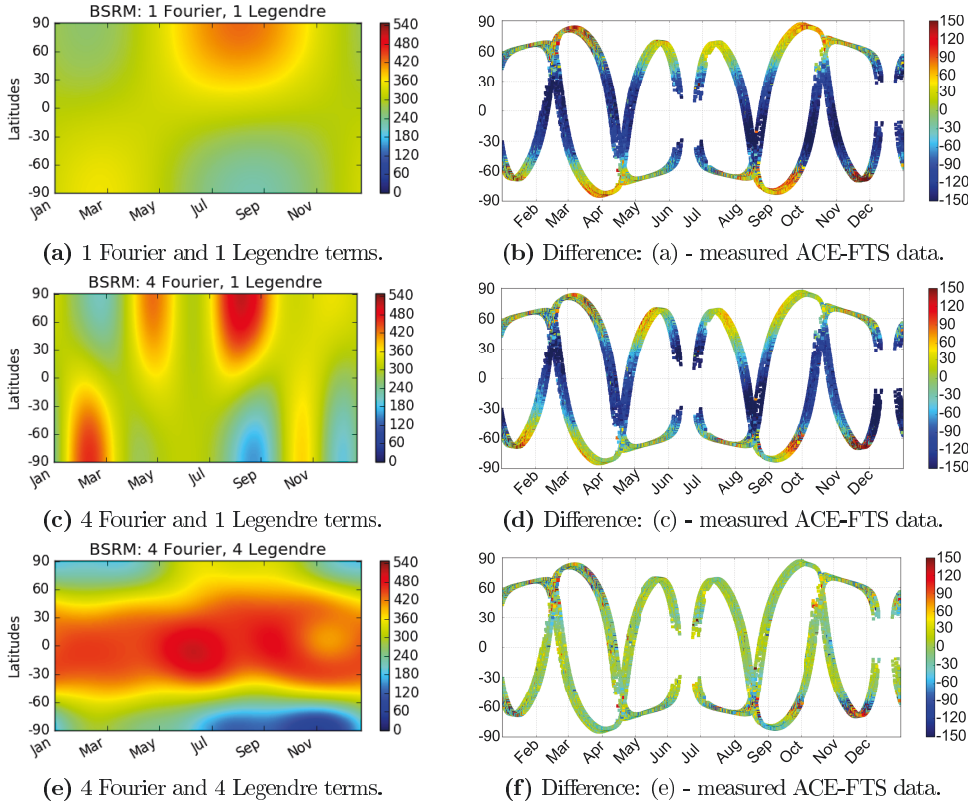 BSRM: 1 Fourier, 1 Legendre
Latitudes
90
60
30
0
-30
-60
-90
Jan
Mar
May
Jul
Sep
Nov
540
480
420
360
300
240
180
120
60
0
(a) 1 Fourier and 1 Legendre terms.
90
60
30
0
-30
-60
-90
Feb
Mar
Apr
May
Jun
Jul
Aug
Sep
Oct
Nov
Dec
150
120
90
60
30
0
-30
-60
-90
-120
-150
(b) Difference: (a) - measured ACE-FTS data.
BSRM: 4 Fourier, 1 Legendre
Latitudes
90
60
30
0
-30
-60
-90
Jan
Mar
May
Jul
Sep
Nov
540
480
420
360
300
240
180
120
60
0
(c) 4 Fourier and 1 Legendre terms.
90
60
30
0
-30
-60
-90
Feb
Mar
Apr
May
Jun
Jul
Aug
Sep
Oct
Nov
Dec
150
120
90
60
30
0
-30
-60
-90
-120
-150
(d) Difference: (c) - measured ACE-FTS data.
BSRM: 4 Fourier, 4 Legendre
Latitudes
90
60
30
0
-30
-60
-90
Jan
Mar
May
Jul
Sep
Nov
540
480
420
360
300
240
180
120
60
0
(e) 4 Fourier and 4 Legendre terms.
90
60
30
0
-30
-60
-90
Feb
Mar
Apr
May
Jun
Jul
Aug
Sep
Oct
Nov
Dec
150
120
90
60
30
0
-30
-60
-90
-120
-150
(f) Difference: (e) - measured ACE-FTS data.